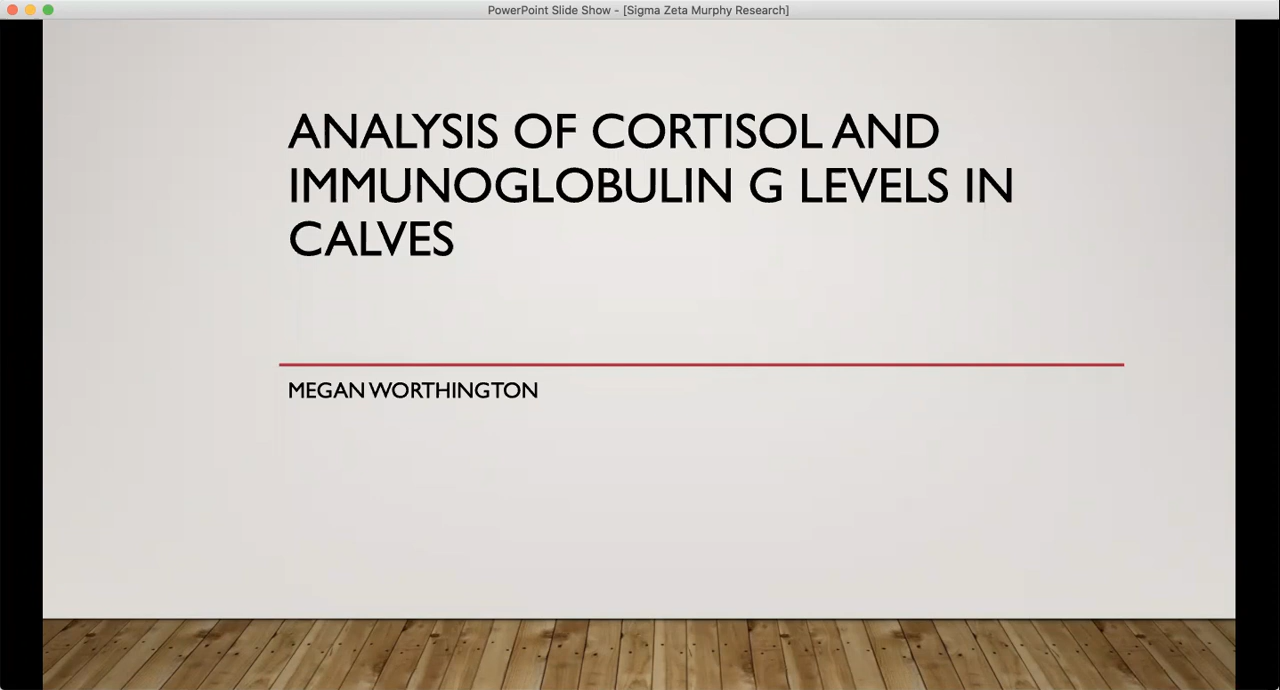 PowerPoint Slide Show - [Sigma Zeta Murphy Research]
ANALYSIS OF CORTISOL AND
IMMUNOGLOBULIN G LEVELS IN
CALVES
MEGAN WORTHINGTON